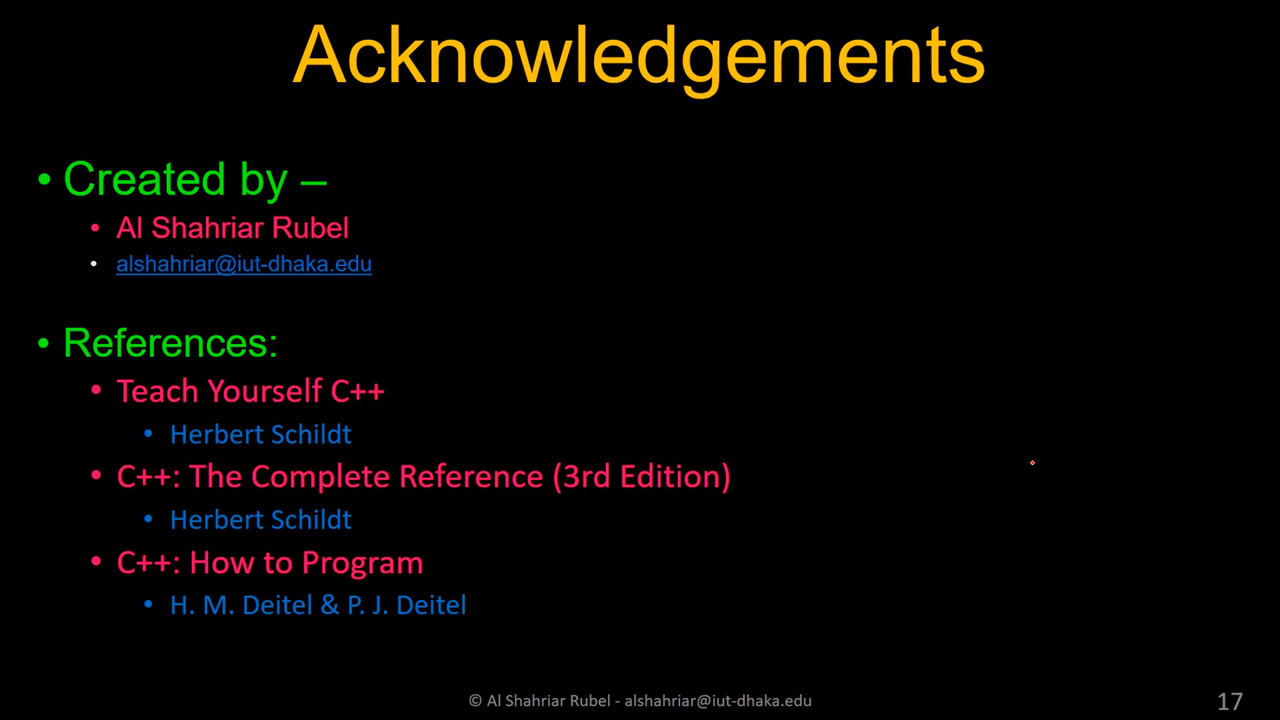 Acknowledgements
• Created by –
• Al Shahriar Rubel
• alshahriar@iut-dhaka.edu
• References:
• Teach Yourself C++
• Herbert Schildt
• C++: The Complete Reference (3rd Edition)
• Herbert Schildt
• C++: How to Program
• H. M. Deitel & P. J. Deitel
© Al Shahriar Rubel - alshahriar@iut-dhaka.edu
17